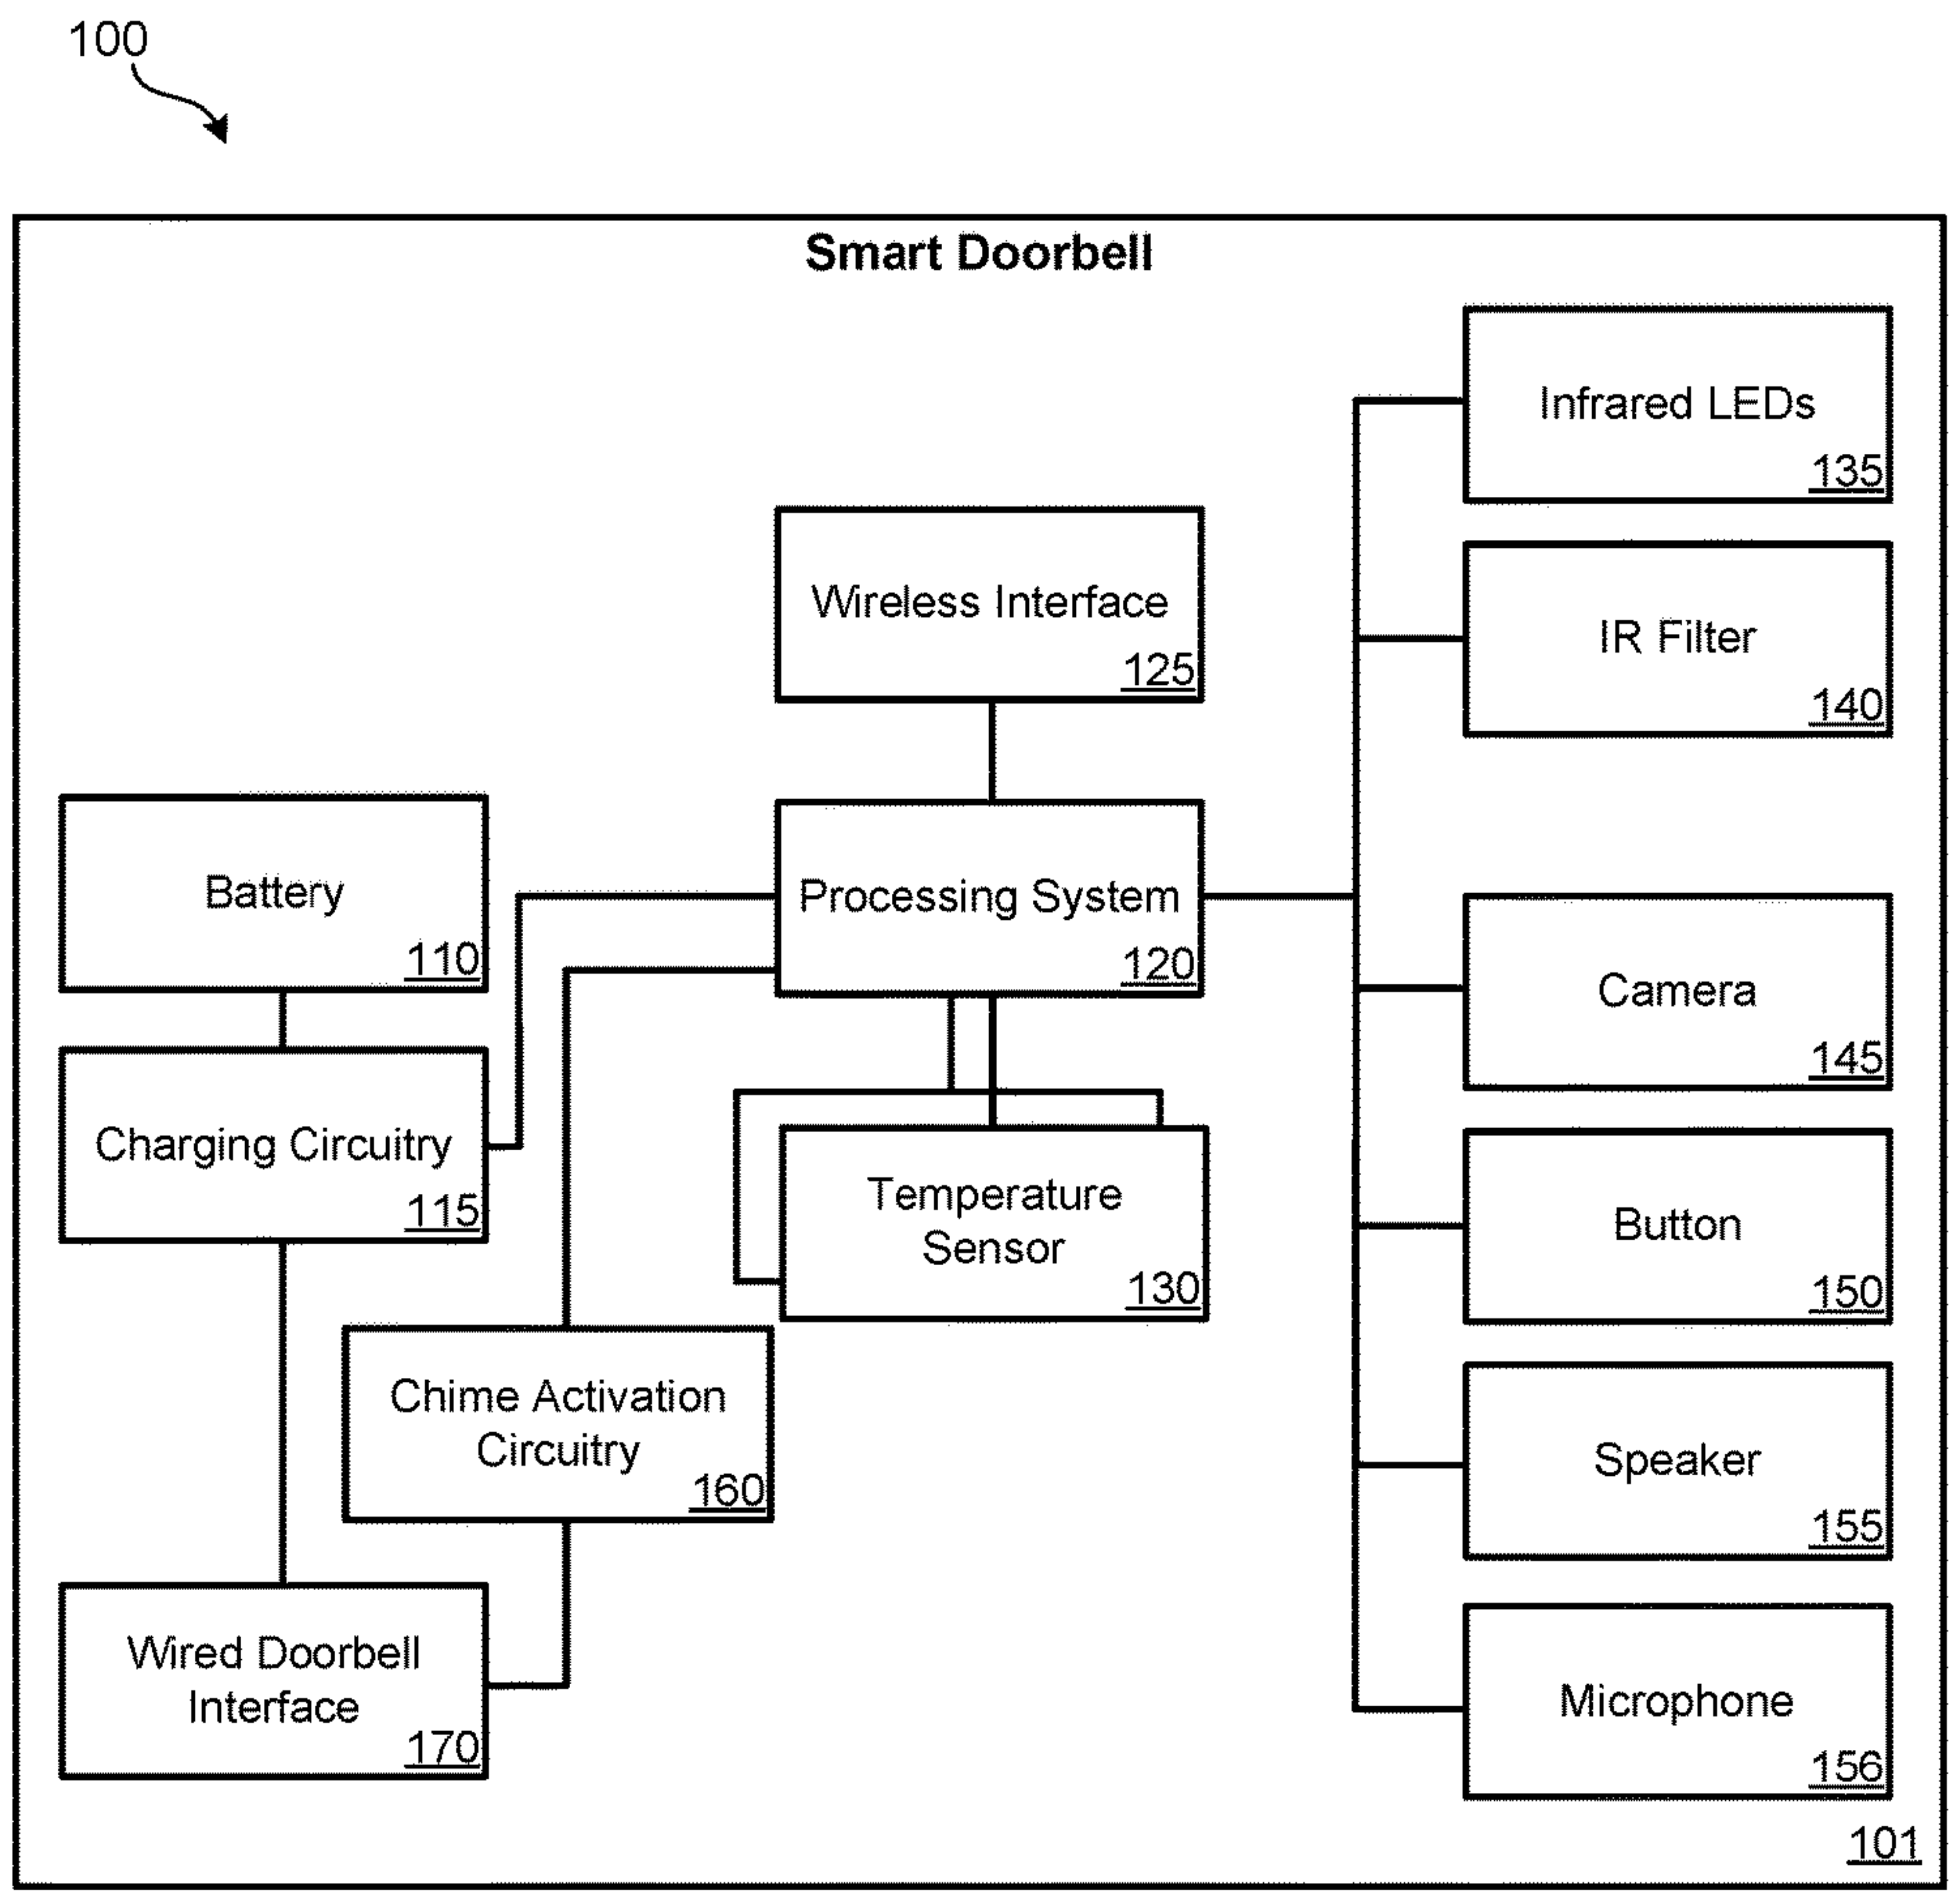 100
Smart Doorbell
Infrared LEDs
135
IR Filter
140
Wireless Interface
125
Battery
110
Processing System
120
Camera
145
Charging Circuitry
115
Temperature
Sensor
130
Button
150
Chime Activation
Circuitry
160
Speaker
155
Wired Doorbell
Interface
170
Microphone
156
101